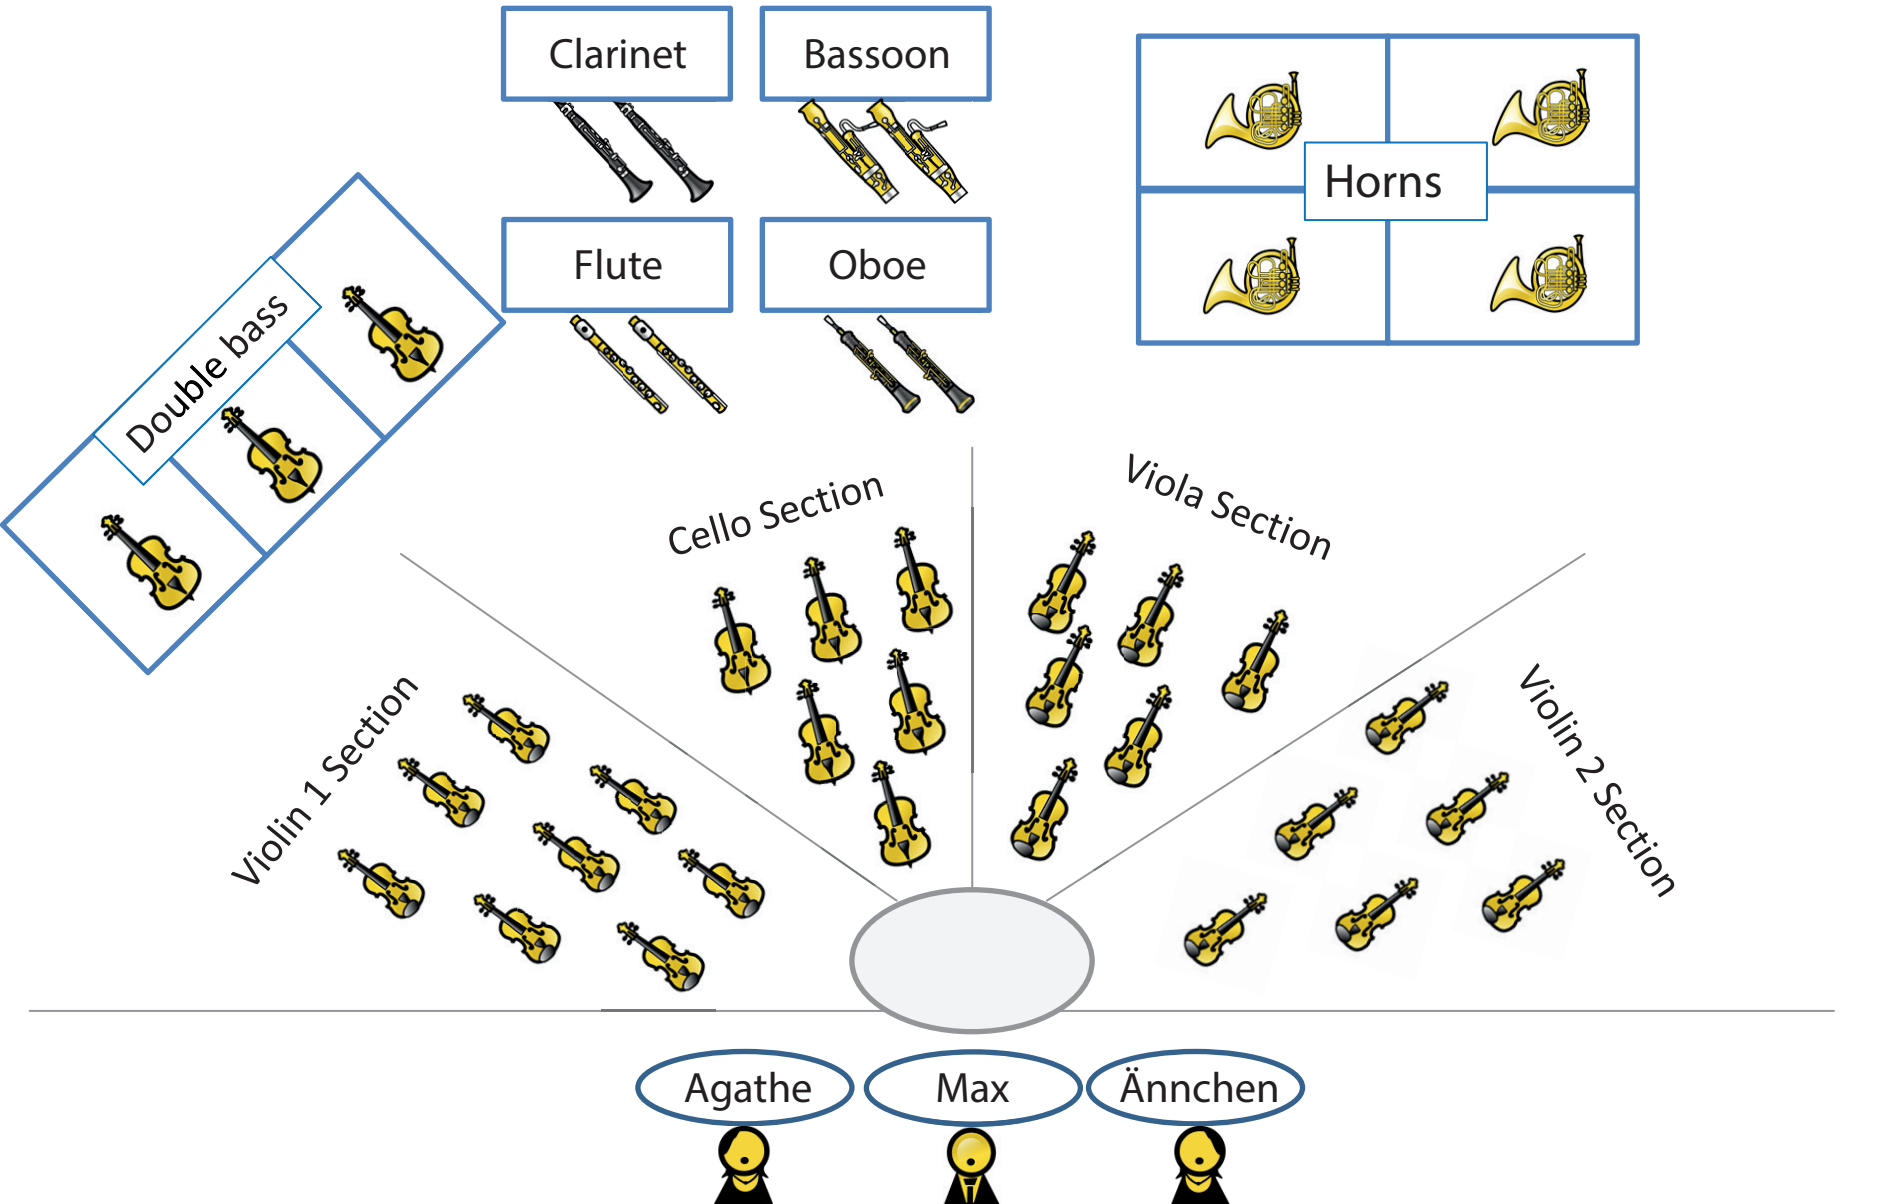 Clarinet
Bassoon
Horns
Flute
Oboe
Double bass
Cello Section
Viola Section
Violin 1 Section
Violin 2 Section
Agathe
Max
Ännchen